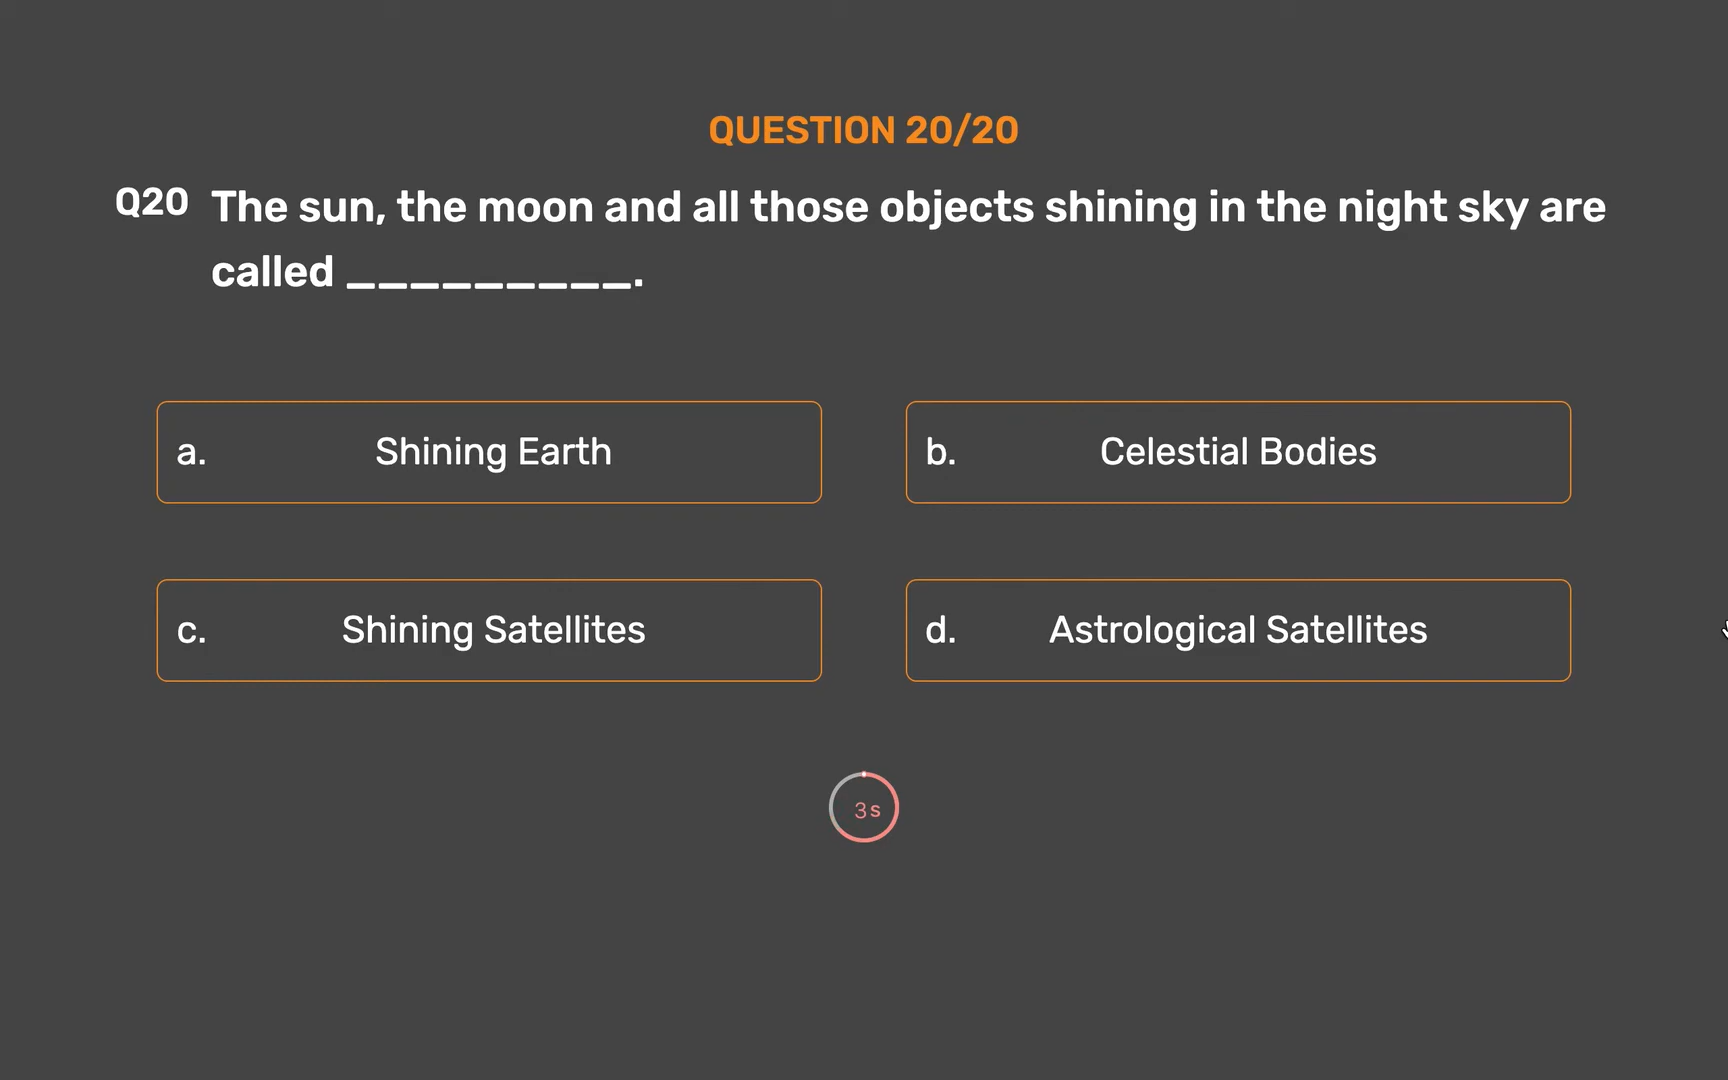 QUESTION 20/20
Q20 The sun, the moon and all those objects shining in the night sky are
called _________.
a. Shining Earth
b. Celestial Bodies
c. Shining Satellites
d. Astrological Satellites
3s